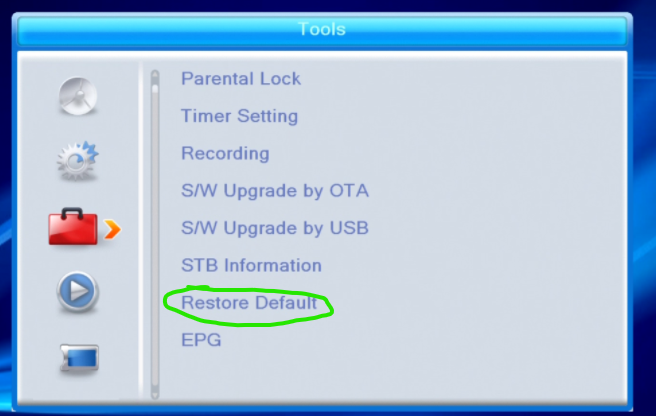 Tools
Parental Lock
Timer Setting
Recording
S/W Upgrade by OTA
S/W Upgrade by USB
STB Information
Restore Default
EPG